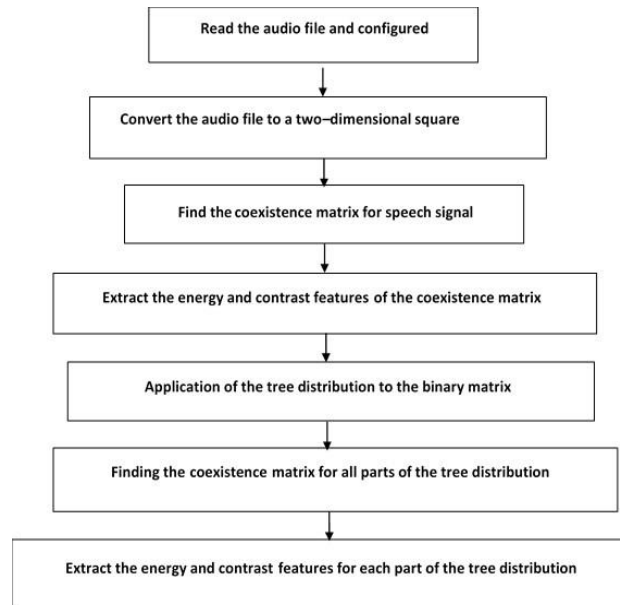 Read the audio file and configured
Convert the audio file to a two–dimensional square
Find the coexistence matrix for speech signal
Extract the energy and contrast features of the coexistence matrix
Application of the tree distribution to the binary matrix
Finding the coexistence matrix for all parts of the tree distribution
Extract the energy and contrast features for each part of the tree distribution